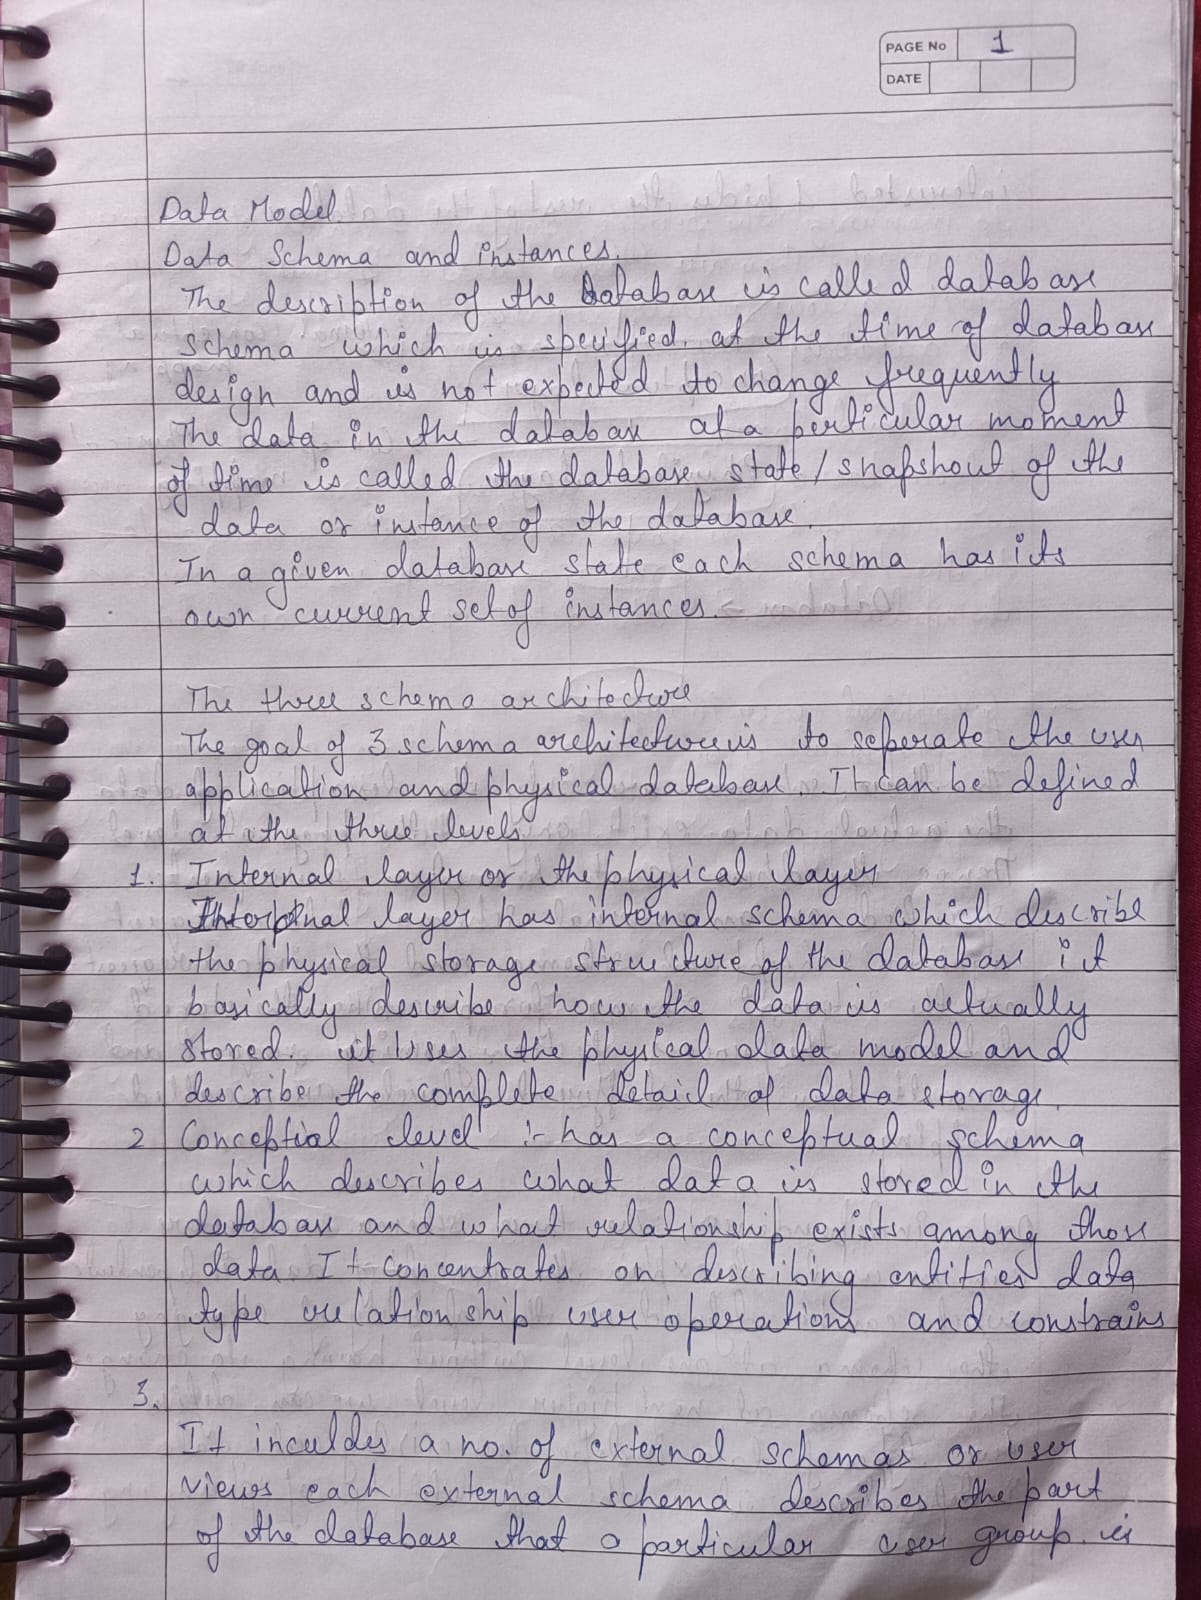 PAGE No 1
DATE
Data Model.
Data Schema and instances.
The description of the database is called database
schema which is specified. at the time of database
design and is not expected to change frequently
The data in the database at a perticular moment
of time is called the database state / snapshout of the
data or instance of the database.
In a given database state each schema has its
own current set of instances.
The three schema architecture
The goal of 3 schema architecture is to seperate the user
application and physical database. It can be defined
at the three levels
1. Internal layer or the physical layer
layer has internal schema which describe
the physical storage structure of the database it
basically describe how the data is actually
stored. it uses the physical data model and
describe the complete detail of data storage.
2 Conceptial level :- has a conceptual schema
which describes what data is stored in the
database and what relationship exists among those
data. It concentrates on describing entities data
type relationship user operations and constrains
3.
It inculdes a no. of external schemas or user
views each external schema describes the part
of the database that a particular user group is